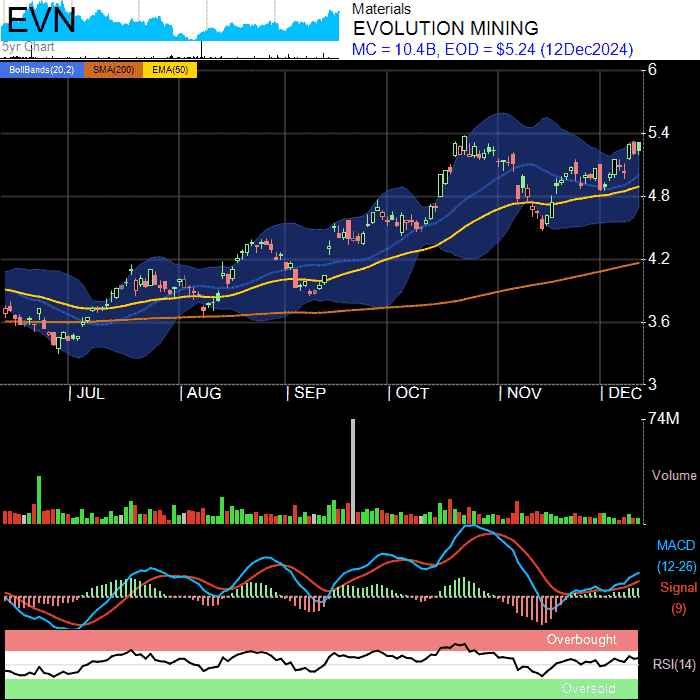 EVN
5yr Chart
Materials
EVOLUTION MINING
MC = 10.4B, EOD = $5.24 (12Dec2024)
BollBands(20,2) SMA(200) EMA(50)
6
5.4
4.8
4.2
3.6
3
JUL AUG SEP OCT NOV DEC
74M
Volume
MACD
(12-26)
Signal
(9)
Overbought
RSI(14)
Oversold